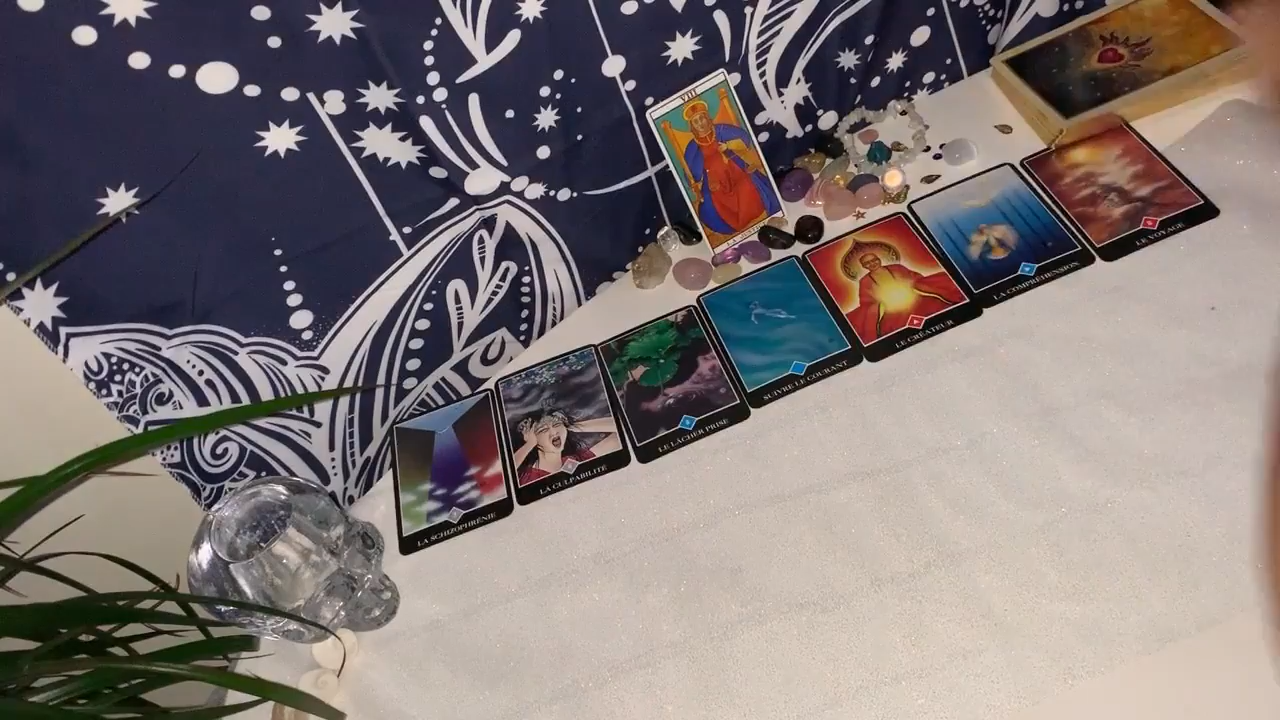 VIII
LA SCHIZOPHRÉNIE
LA CULPABILITÉ
LE LÂCHER PRISE
SUIVRE LE COURANT
LE CRÉATEUR
LA COMPRÉHENSION
LE VOYAGE